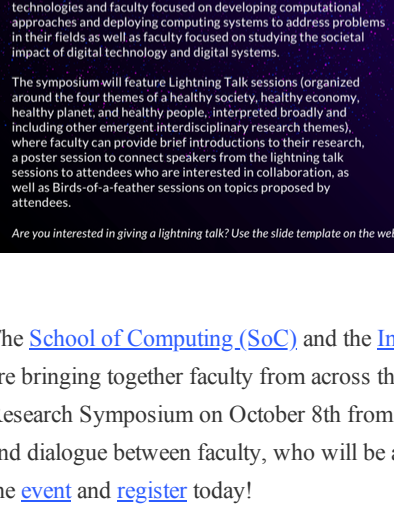 technologies and faculty focused on developing computational
approaches and deploying computing systems to address problems
in their fields as well as faculty focused on studying the societal
impact of digital technology and digital systems.
The symposium will feature Lightning Talk sessions (organized
around the four themes of a healthy society, healthy economy,
healthy planet, and healthy people, interpreted broadly and
including other emergent interdisciplinary research themes),
where faculty can provide brief introductions to their research,
a poster session to connect speakers from the lightning talk
sessions to attendees who are interested in collaboration, as
well as Birds-of-a-feather sessions on topics proposed by
attendees.
Are you interested in giving a lightning talk? Use the slide template on the
School of Computing (SoC) and the
bringing together faculty from across
Research Symposium on October 8th from
and dialogue between faculty, who will be
event and register today!